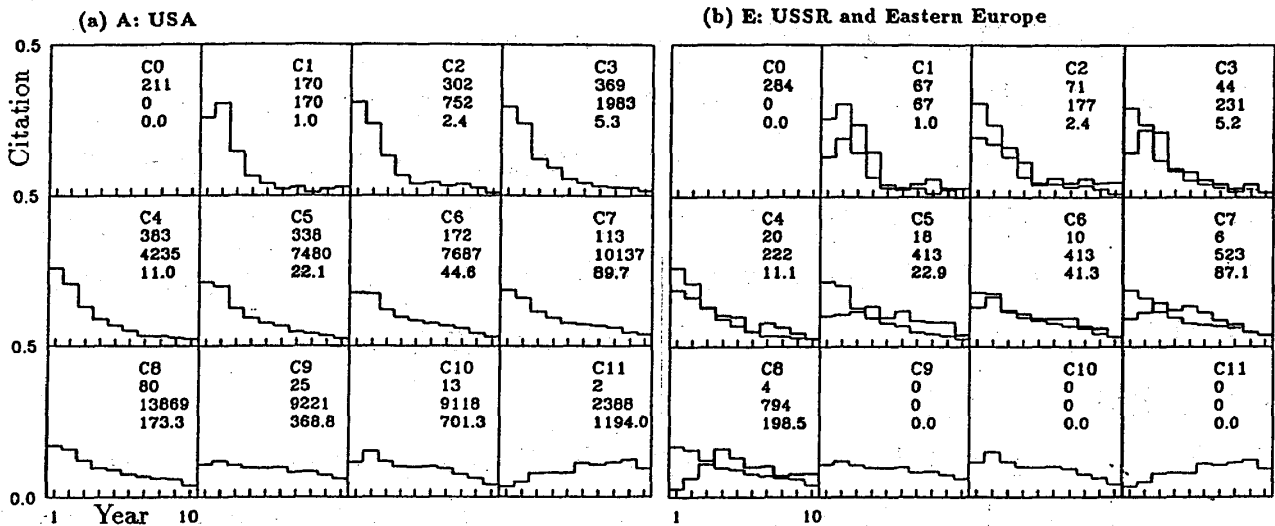 (a) A: USA
(b) E: USSR and Eastern Europe
0.5
Citation
C0
211
0
0.0
C1
170
170
1.0
C2
302
752
2.4
C3
369
1983
5.3
C0
284
0
0.0
C1
67
67
1.0
C2
71
177
2.4
C3
44
231
5.2
0.5
C4
383
4235
11.0
C5
338
7480
22.1
C6
172
7687
44.6
C7
113
10137
89.7
C4
20
222
11.1
C5
18
413
22.9
C6
10
413
41.3
C7
6
523
87.1
0.5
C8
80
13869
173.3
C9
25
9221
368.8
C10
13
9118
701.3
C11
2
2388
1194.0
C8
4
794
198.5
C9
0
0
0.0
C10
0
0
0.0
C11
0
0
0.0
0.0
1 Year 10
1 10